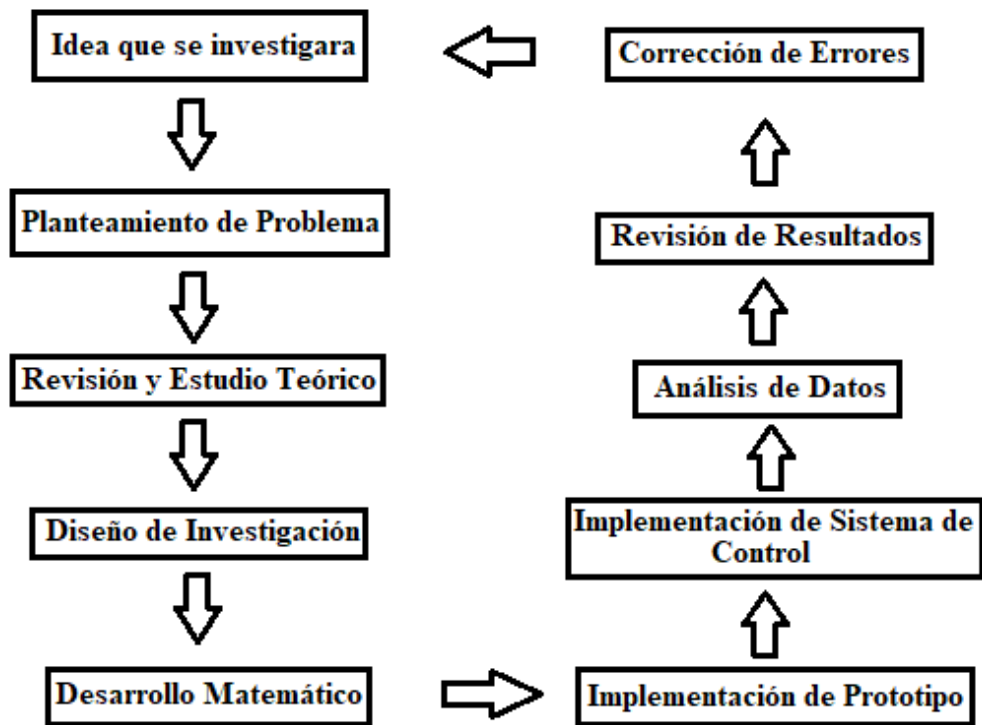 Idea que se investigara
Planteamiento de Problema
Revisión y Estudio Teórico
Diseño de Investigación
Desarrollo Matemático
Implementación de Prototipo
Implementación de Sistema de
Control
Análisis de Datos
Revisión de Resultados
Corrección de Errores